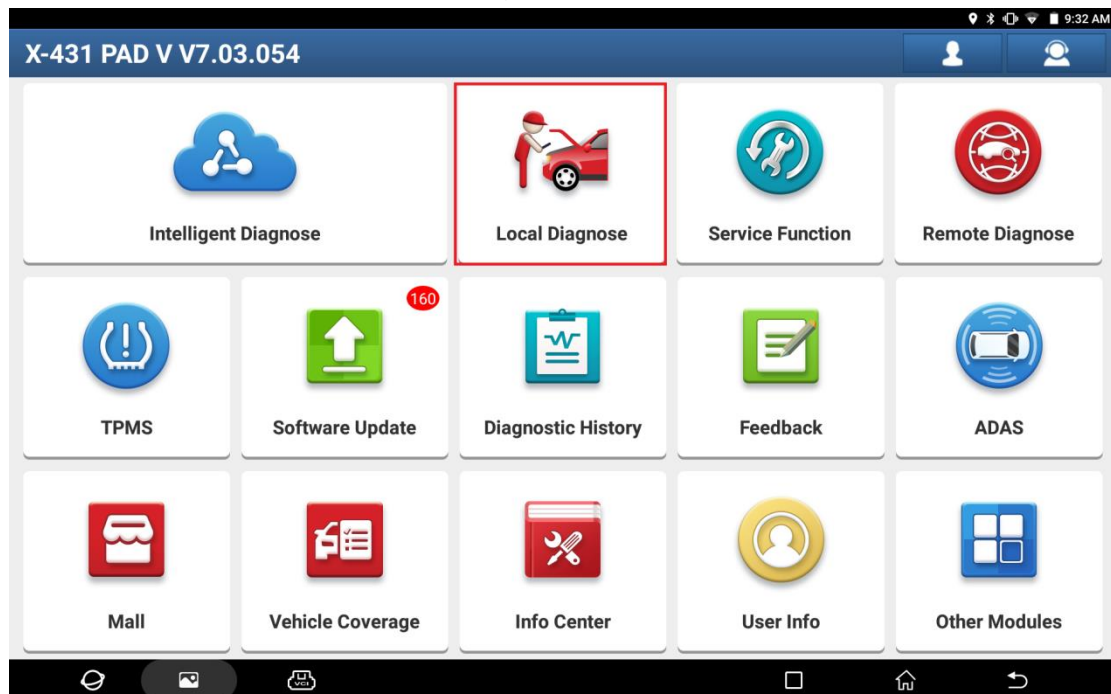 9:32 AM
X-431 PAD V V7.03.054
Intelligent Diagnose
Local Diagnose
Service Function
Remote Diagnose
160
TPMS
Software Update
Diagnostic History
Feedback
ADAS
Mall
Vehicle Coverage
Info Center
User Info
Other Modules
VCI